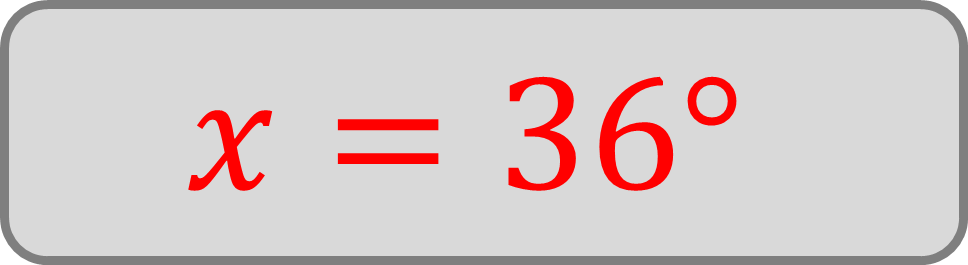 x = 36°